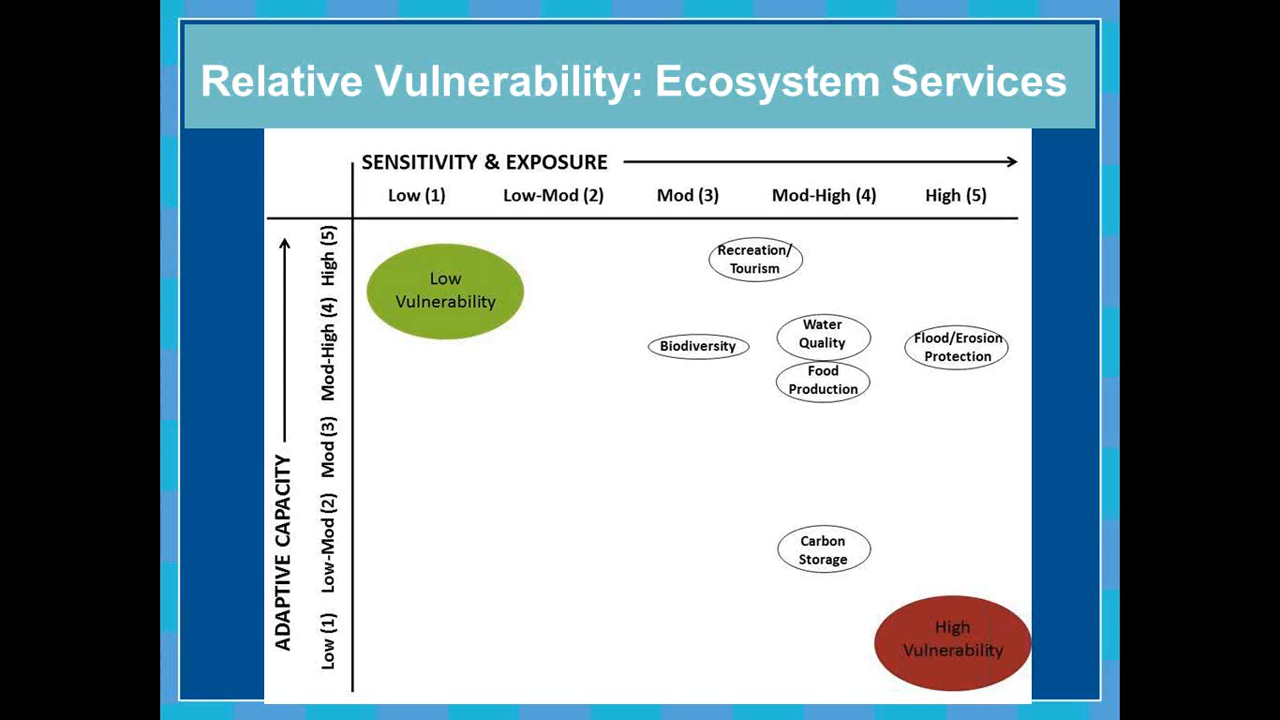 Relative Vulnerability: Ecosystem Services
SENSITIVITY & EXPOSURE
Low (1) Low-Mod (2) Mod (3) Mod-High (4) High (5)
ADAPTIVE CAPACITY
High (5)
Mod-High (4)
Mod (3)
Low-Mod (2)
Low (1)
Low
Vulnerability
Recreation/
Tourism
Biodiversity
Water
Quality
Food
Production
Flood/Erosion
Protection
Carbon
Storage
High
Vulnerability